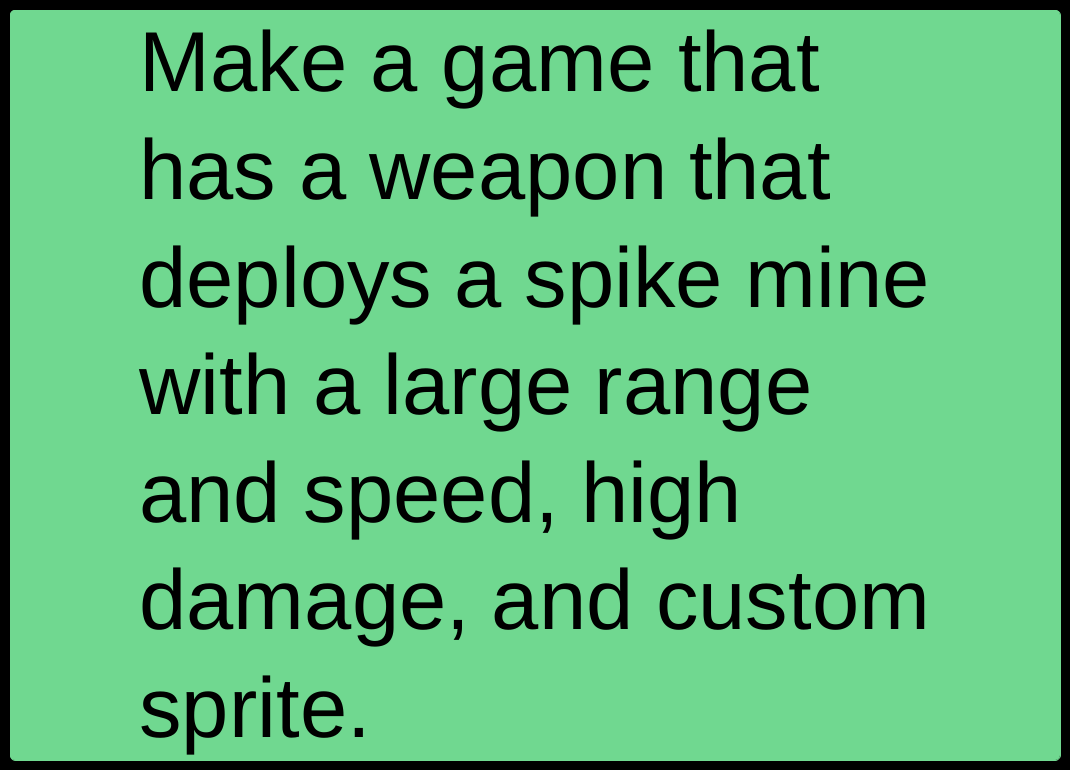 Make a game that
has a weapon that
deploys a spike mine
with a large range
and speed, high
damage, and custom
sprite.